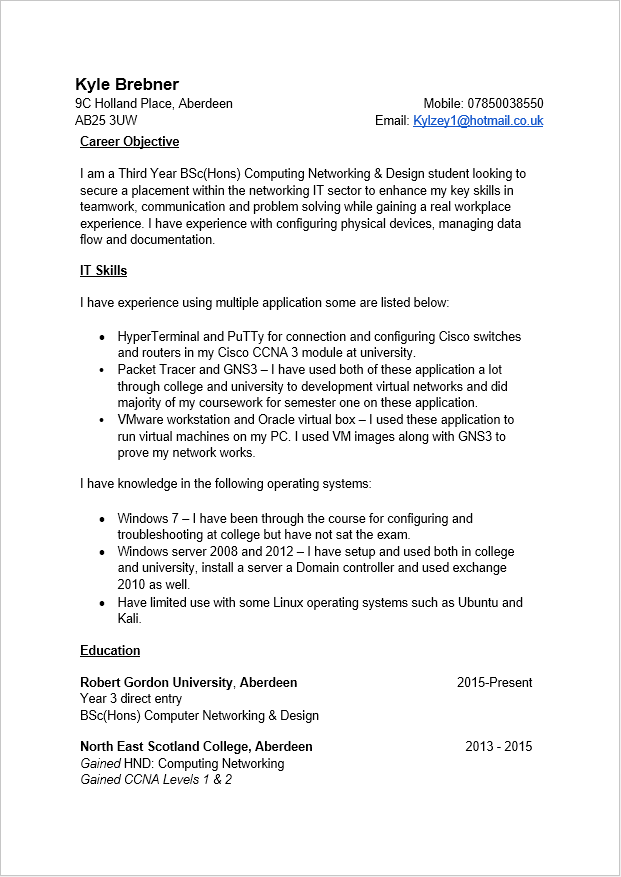 Kyle Brebner
9C Holland Place, Aberdeen Mobile: 07850038550
AB25 3UW Email: Kylzey1@hotmail.co.uk
Career Objective
I am a Third Year BSc(Hons) Computing Networking & Design student looking to
secure a placement within the networking IT sector to enhance my key skills in
teamwork, communication and problem solving while gaining a real workplace
experience. I have experience with configuring physical devices, managing data
flow and documentation.
IT Skills
I have experience using multiple application some are listed below:
• HyperTerminal and PuTTy for connection and configuring Cisco switches
and routers in my Cisco CCNA 3 module at university.
• Packet Tracer and GNS3 – I have used both of these application a lot
through college and university to development virtual networks and did
majority of my coursework for semester one on these application.
• VMware workstation and Oracle virtual box – I used these application to
run virtual machines on my PC. I used VM images along with GNS3 to
prove my network works.
I have knowledge in the following operating systems:
• Windows 7 – I have been through the course for configuring and
troubleshooting at college but have not sat the exam.
• Windows server 2008 and 2012 – I have setup and used both in college
and university, install a server a Domain controller and used exchange
2010 as well.
• Have limited use with some Linux operating systems such as Ubuntu and
Kali.
Education
Robert Gordon University, Aberdeen 2015-Present
Year 3 direct entry
BSc(Hons) Computer Networking & Design
North East Scotland College, Aberdeen 2013 - 2015
Gained HND: Computing Networking
Gained CCNA Levels 1 & 2